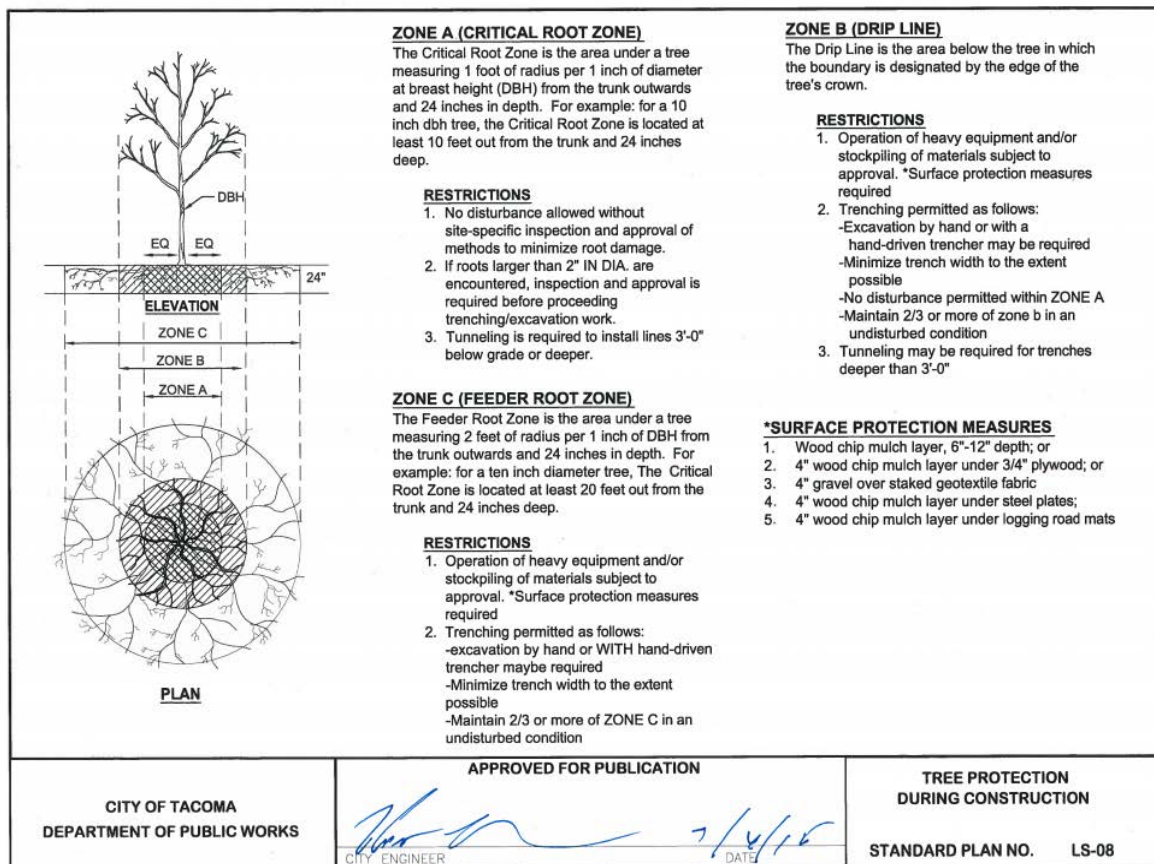 DBH
EQ
EQ
24"
ELEVATION
ZONE C
ZONE B
ZONE A
PLAN
ZONE A (CRITICAL ROOT ZONE)
The Critical Root Zone is the area under a tree
measuring 1 foot of radius per 1 inch of diameter
at breast height (DBH) from the trunk outwards
and 24 inches in depth. For example: for a 10
inch dbh tree, the Critical Root Zone is located at
least 10 feet out from the trunk and 24 inches
deep.
RESTRICTIONS
1. No disturbance allowed without
site-specific inspection and approval of
methods to minimize root damage.
2. If roots larger than 2" IN DIA. are
encountered, inspection and approval is
required before proceeding
trenching/excavation work.
3. Tunneling is required to install lines 3'-0"
below grade or deeper.
ZONE C (FEEDER ROOT ZONE)
The Feeder Root Zone is the area under a tree
measuring 2 feet of radius per 1 inch of DBH from
the trunk outwards and 24 inches in depth. For
example: for a ten inch diameter tree, The Critical
Root Zone is located at least 20 feet out from the
trunk and 24 inches deep.
RESTRICTIONS
1. Operation of heavy equipment and/or
stockpiling of materials subject to
approval. *Surface protection measures
required
2. Trenching permitted as follows:
-excavation by hand or WITH hand-driven
trencher maybe required
-Minimize trench width to the extent
possible
-Maintain 2/3 or more of ZONE C in an
undisturbed condition
ZONE B (DRIP LINE)
The Drip Line is the area below the tree in which
the boundary is designated by the edge of the
tree's crown.
RESTRICTIONS
1. Operation of heavy equipment and/or
stockpiling of materials subject to
approval. *Surface protection measures
required
2. Trenching permitted as follows:
-Excavation by hand or with a
hand-driven trencher may be required
-Minimize trench width to the extent
possible
-No disturbance permitted within ZONE A
-Maintain 2/3 or more of zone b in an
undisturbed condition
3. Tunneling may be required for trenches
deeper than 3'-0"
*SURFACE PROTECTION MEASURES
1. Wood chip mulch layer, 6"-12" depth; or
2. 4" wood chip mulch layer under 3/4" plywood; or
3. 4" gravel over staked geotextile fabric
4. 4" wood chip mulch layer under steel plates;
5. 4" wood chip mulch layer under logging road mats
CITY OF TACOMA
DEPARTMENT OF PUBLIC WORKS
APPROVED FOR PUBLICATION
CITY ENGINEER
DATE
TREE PROTECTION
DURING CONSTRUCTION
STANDARD PLAN NO. LS-08